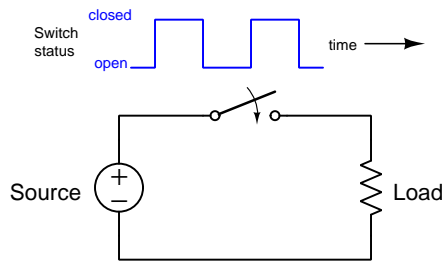 closed
Switch
status
open
time
Source
+
−
Load